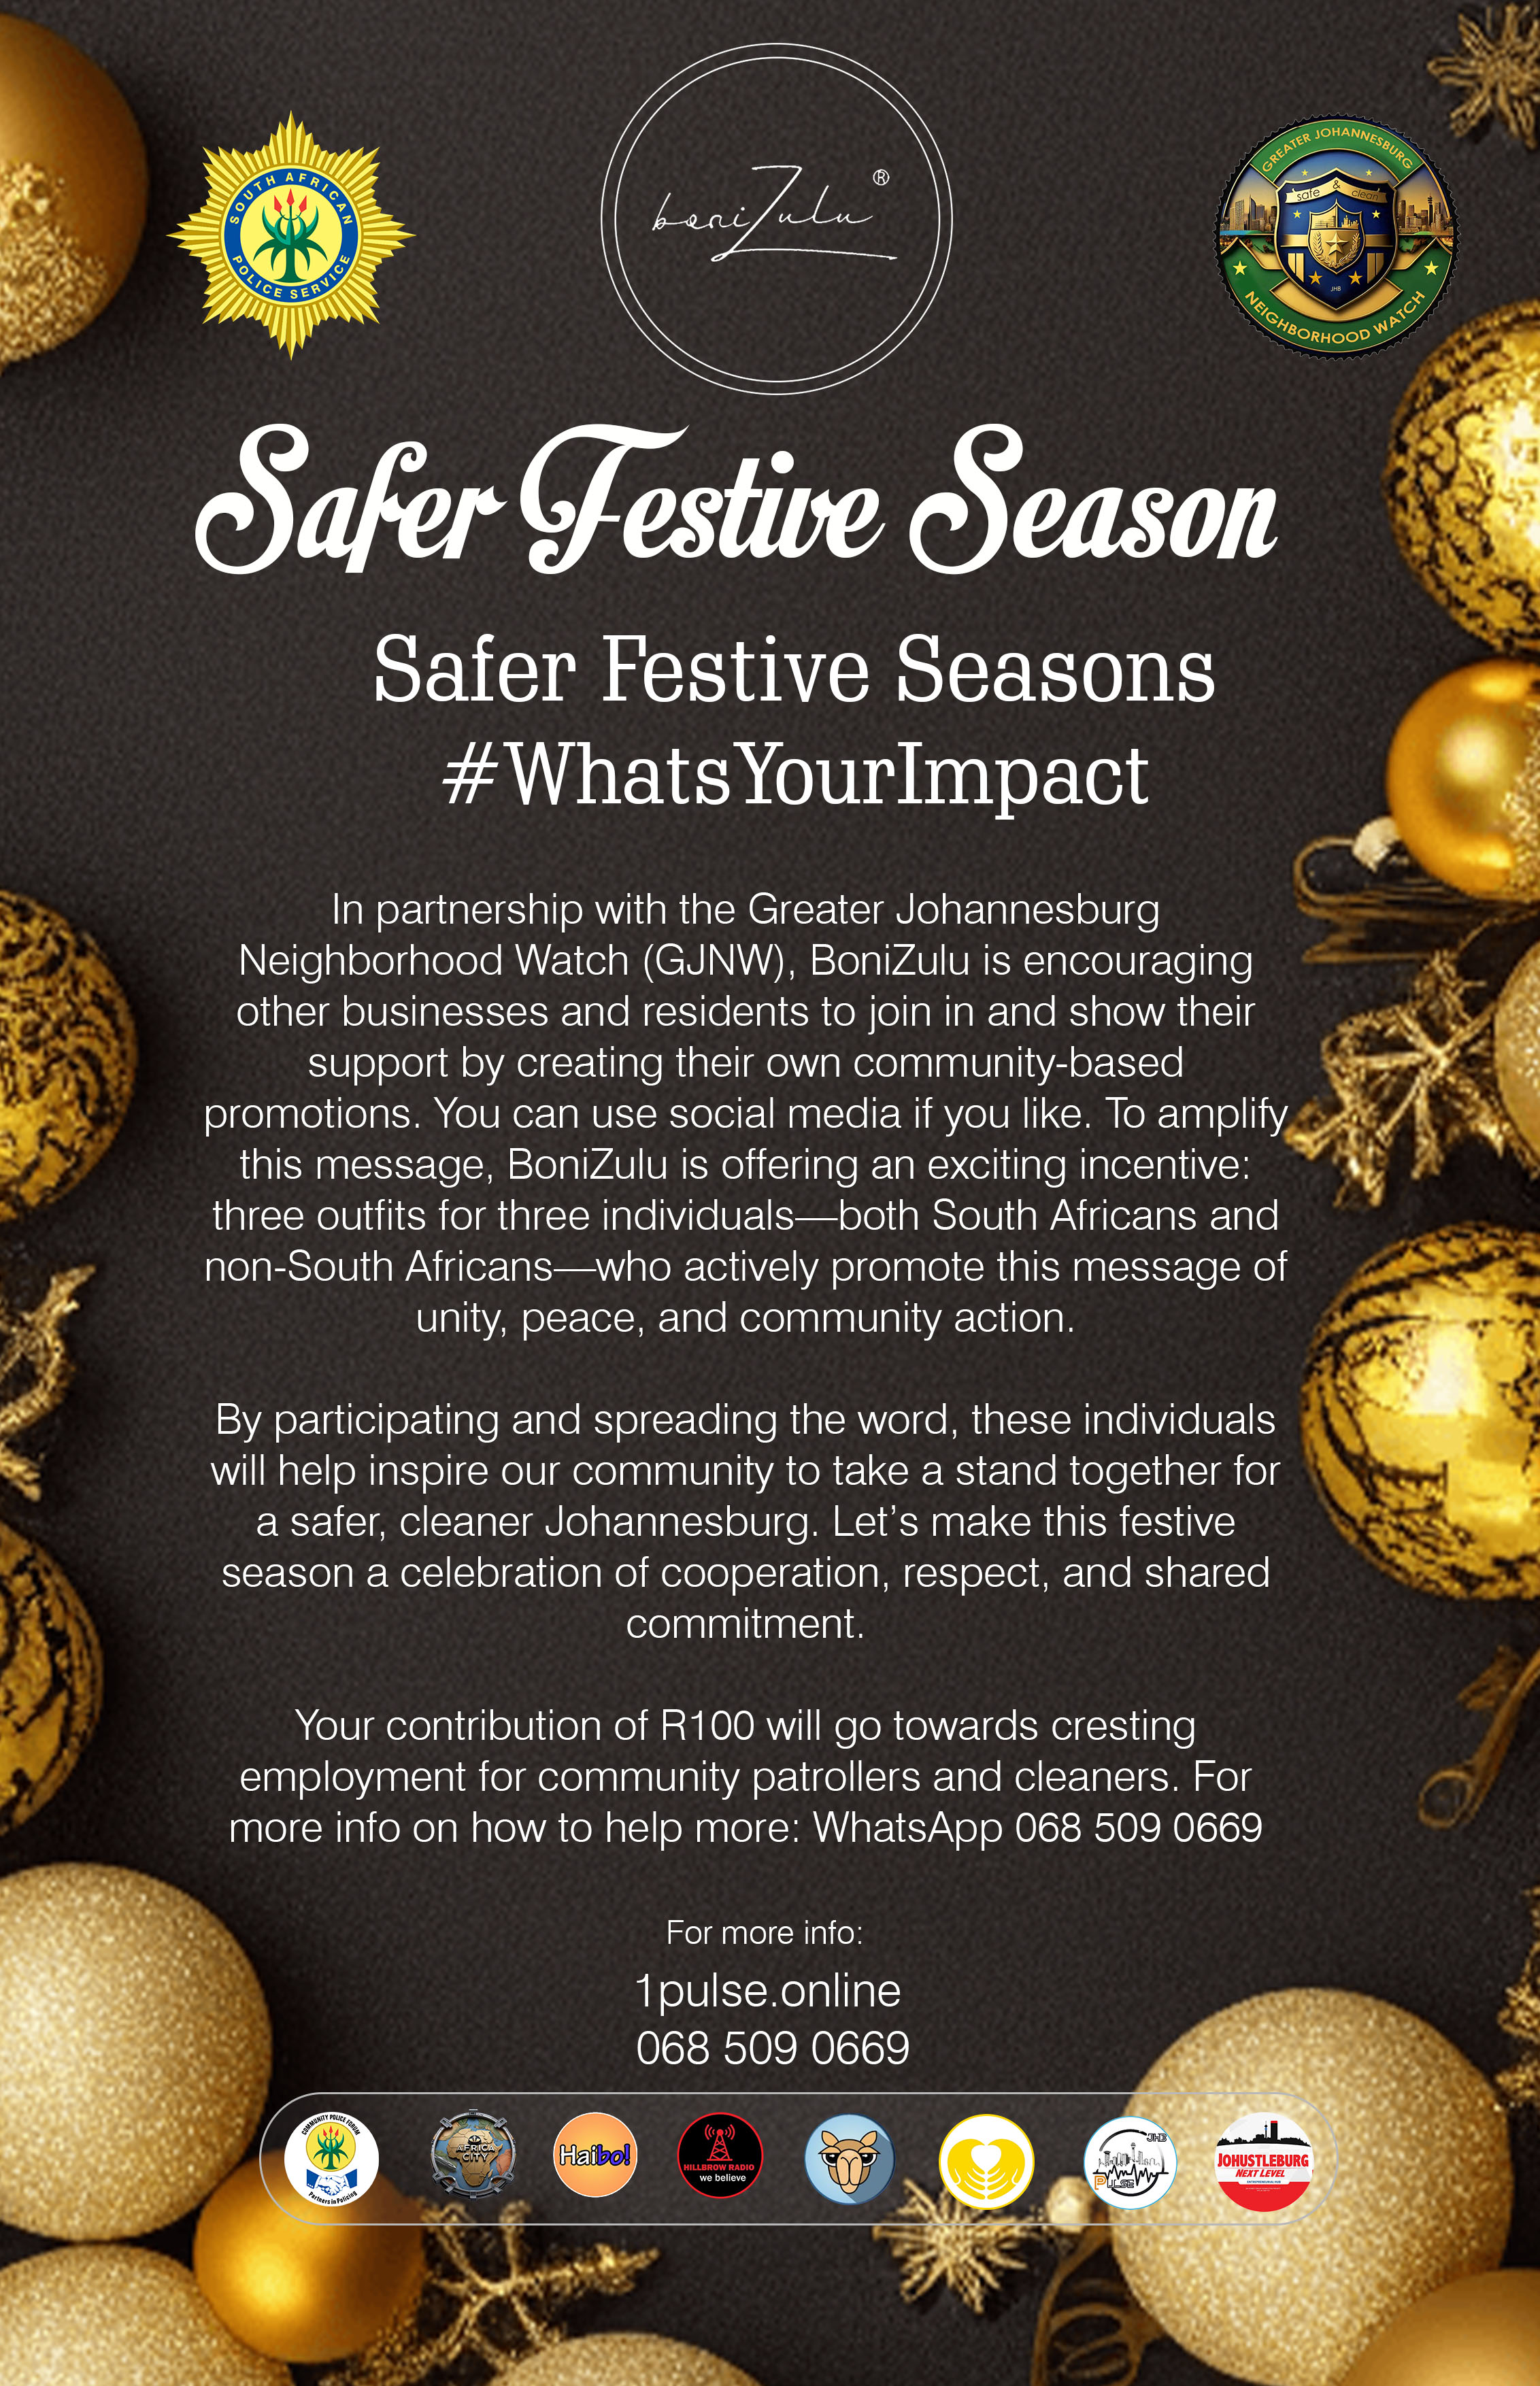 SOUTH AFRICAN
POLICE SERVICE
boniZulu®
GREATER JOHANNESBURG
safe & clean
JHB
NEIGHBORHOOD WATCH
Safer Festive Season
Safer Festive Seasons
#WhatsYourImpact
In partnership with the Greater Johannesburg
Neighborhood Watch (GJNW), BoniZulu is encouraging
other businesses and residents to join in and show their
support by creating their own community-based
promotions. You can use social media if you like. To amplify
this message, BoniZulu is offering an exciting incentive:
three outfits for three individuals—both South Africans and
non-South Africans—who actively promote this message of
unity, peace, and community action.
By participating and spreading the word, these individuals
will help inspire our community to take a stand together for
a safer, cleaner Johannesburg. Let’s make this festive
season a celebration of cooperation, respect, and shared
commitment.
Your contribution of R100 will go towards cresting
employment for community patrollers and cleaners. For
more info on how to help more: WhatsApp 068 509 0669
For more info:
1pulse.online
068 509 0669
COMMUNITY POLICE FORUM
Partners in Policing
AFRICA
CITY
Haibo!
HILLBROW RADIO
we believe
JHB
PULSE
JOHUSTLEBURG
NEXT LEVEL